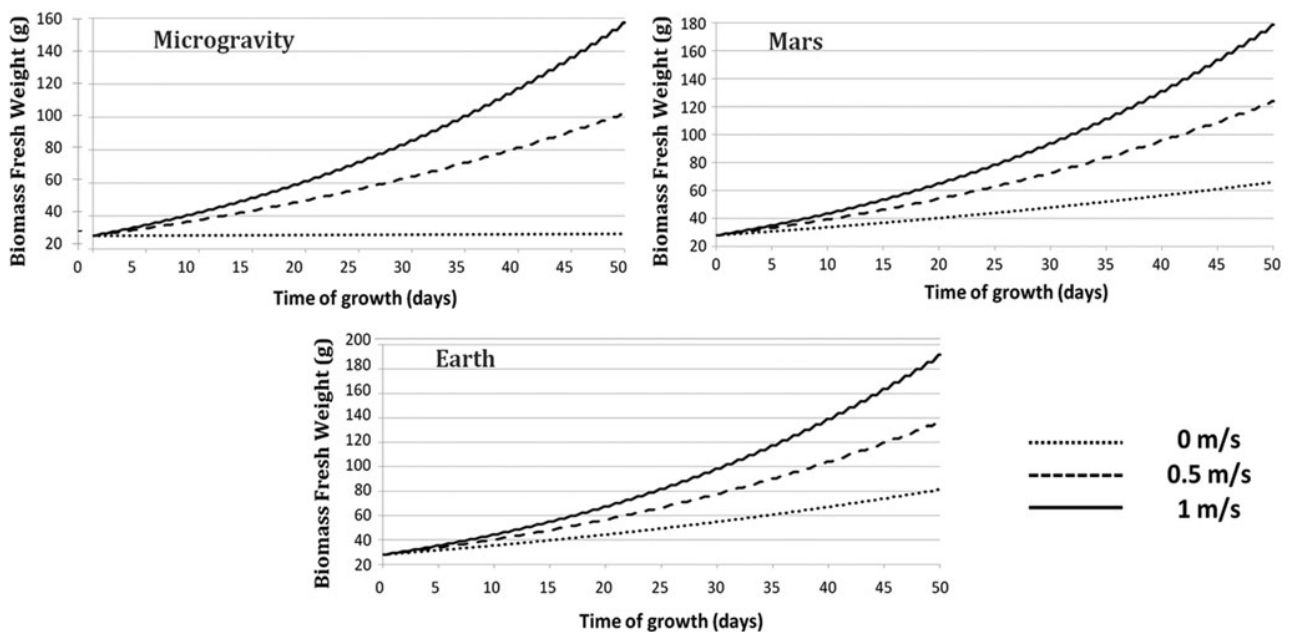 Microgravity
Biomass Fresh Weight (g)
160
140
120
100
80
60
40
20
0 5 10 15 20 25 30 35 40 45 50
Time of growth (days)
Mars
Biomass Fresh Weight (g)
180
160
140
120
100
80
60
40
20
0 5 10 15 20 25 30 35 40 45 50
Time of growth (days)
Earth
Biomass Fresh Weight (g)
200
180
160
140
120
100
80
60
40
20
0 5 10 15 20 25 30 35 40 45 50
Time of growth (days)
0 m/s
0.5 m/s
1 m/s